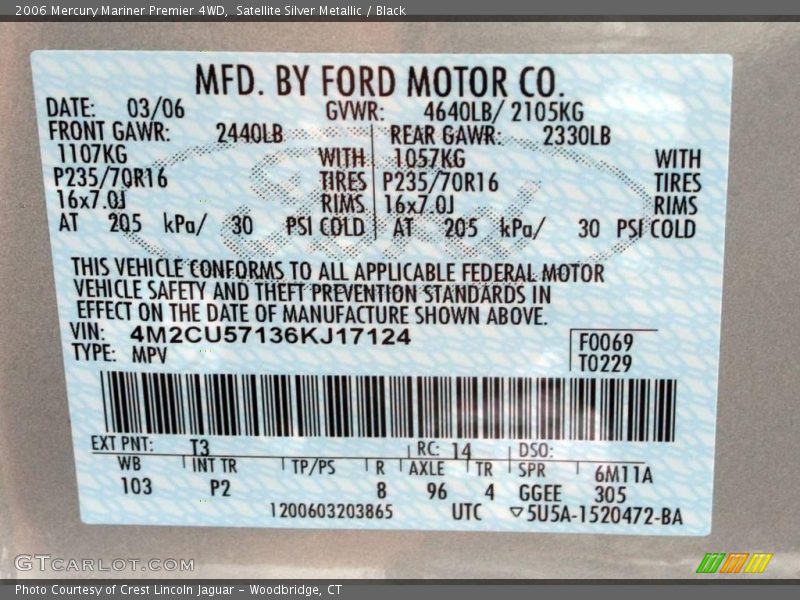 2006 Mercury Mariner Premier 4WD,  Satellite Silver Metallic / Black
MFD. BY FORD MOTOR CO.
DATE: 03/06 GVWR: 4640LB/ 2105KG
FRONT GAWR: 2440LB REAR GAWR: 2330LB
1107KG WITH 1057KG WITH
P235/70R16 TIRES P235/70R16 TIRES
16x7.0J RIMS 16x7.0J RIMS
AT 205 kPa/ 30 PSI COLD AT 205 kPa/ 30 PSI COLD
THIS VEHICLE CONFORMS TO ALL APPLICABLE FEDERAL MOTOR
VEHICLE SAFETY AND THEFT PREVENTION STANDARDS IN
EFFECT ON THE DATE OF MANUFACTURE SHOWN ABOVE.
VIN: 4M2CU57136KJ17124 F0069
TYPE: MPV T0229
EXT PNT: T3 RC: 14 DSO:
WB INT TR TP/PS R AXLE TR SPR 6M11A
103 P2 8 96 4 GGEE 305
1200603203865 UTC ▽5U5A-1520472-BA
GTCARLOT.COM
Photo Courtesy of Crest Lincoln Jaguar - Woodbridge, CT